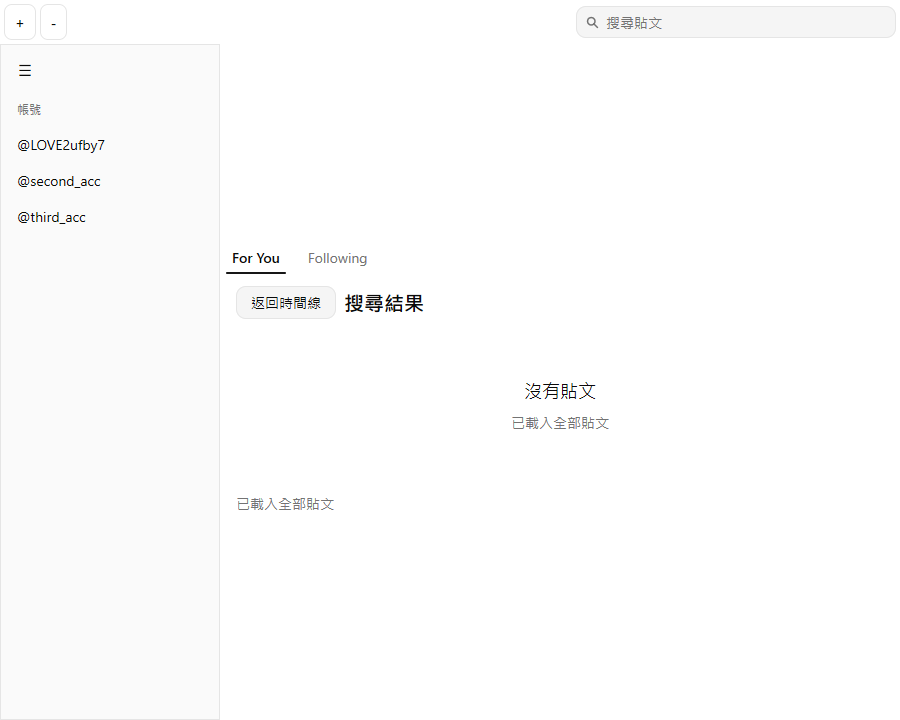 + -
搜尋貼文
☰
帳號
@LOVE2ufby7
@second_acc
@third_acc
For You Following
返回時間線 搜尋結果
沒有貼文
已載入全部貼文
已載入全部貼文